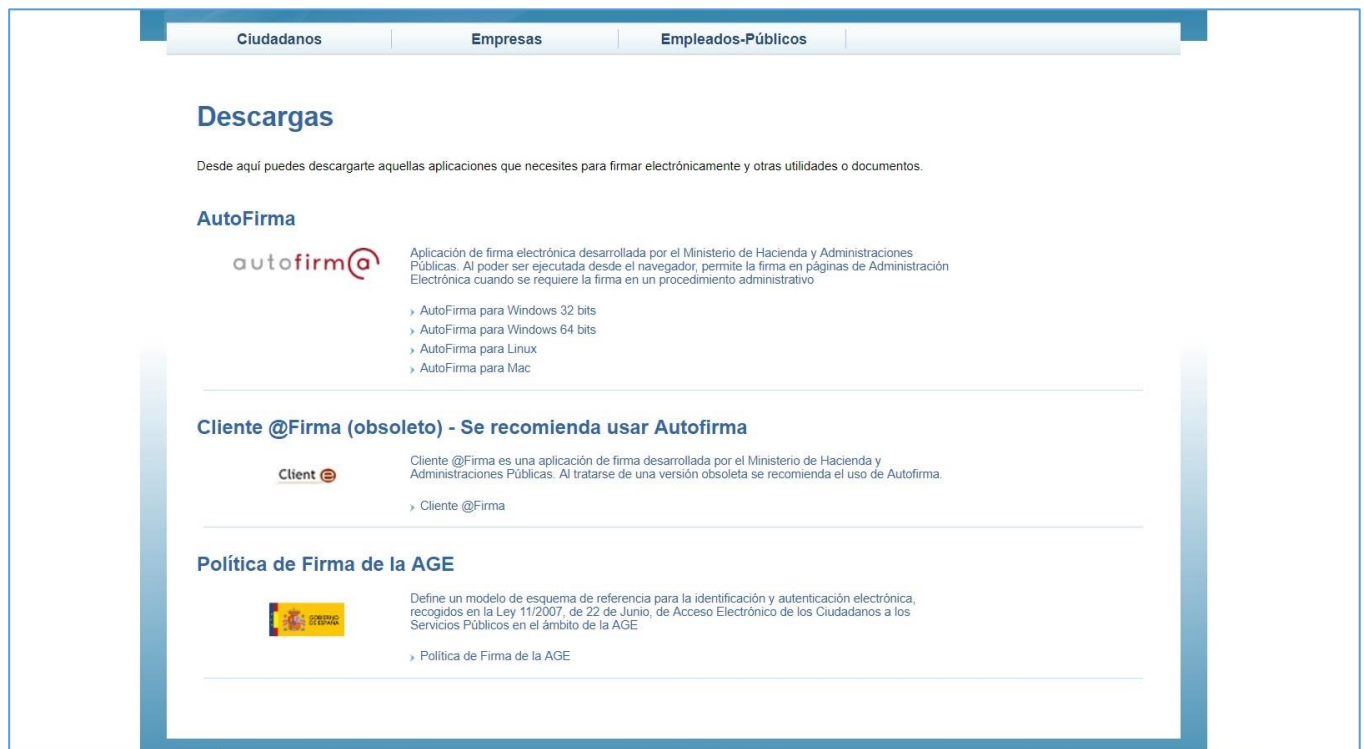 Ciudadanos Empresas Empleados-Públicos
Descargas
Desde aquí puedes descargarte aquellas aplicaciones que necesites para firmar electrónicamente y otras utilidades o documentos.
AutoFirma
autofirm@
Aplicación de firma electrónica desarrollada por el Ministerio de Hacienda y Administraciones
Públicas. Al poder ser ejecutada desde el navegador, permite la firma en páginas de Administración
Electrónica cuando se requiere la firma en un procedimiento administrativo
› AutoFirma para Windows 32 bits
› AutoFirma para Windows 64 bits
› AutoFirma para Linux
› AutoFirma para Mac
Cliente @Firma (obsoleto) - Se recomienda usar Autofirma
Client e
Cliente @Firma es una aplicación de firma desarrollada por el Ministerio de Hacienda y
Administraciones Públicas. Al tratarse de una versión obsoleta se recomienda el uso de Autofirma.
› Cliente @Firma
Política de Firma de la AGE
GOBIERNO
DE ESPAÑA
Define un modelo de esquema de referencia para la identificación y autenticación electrónica,
recogidos en la Ley 11/2007, de 22 de Junio, de Acceso Electrónico de los Ciudadanos a los
Servicios Públicos en el ámbito de la AGE
› Política de Firma de la AGE